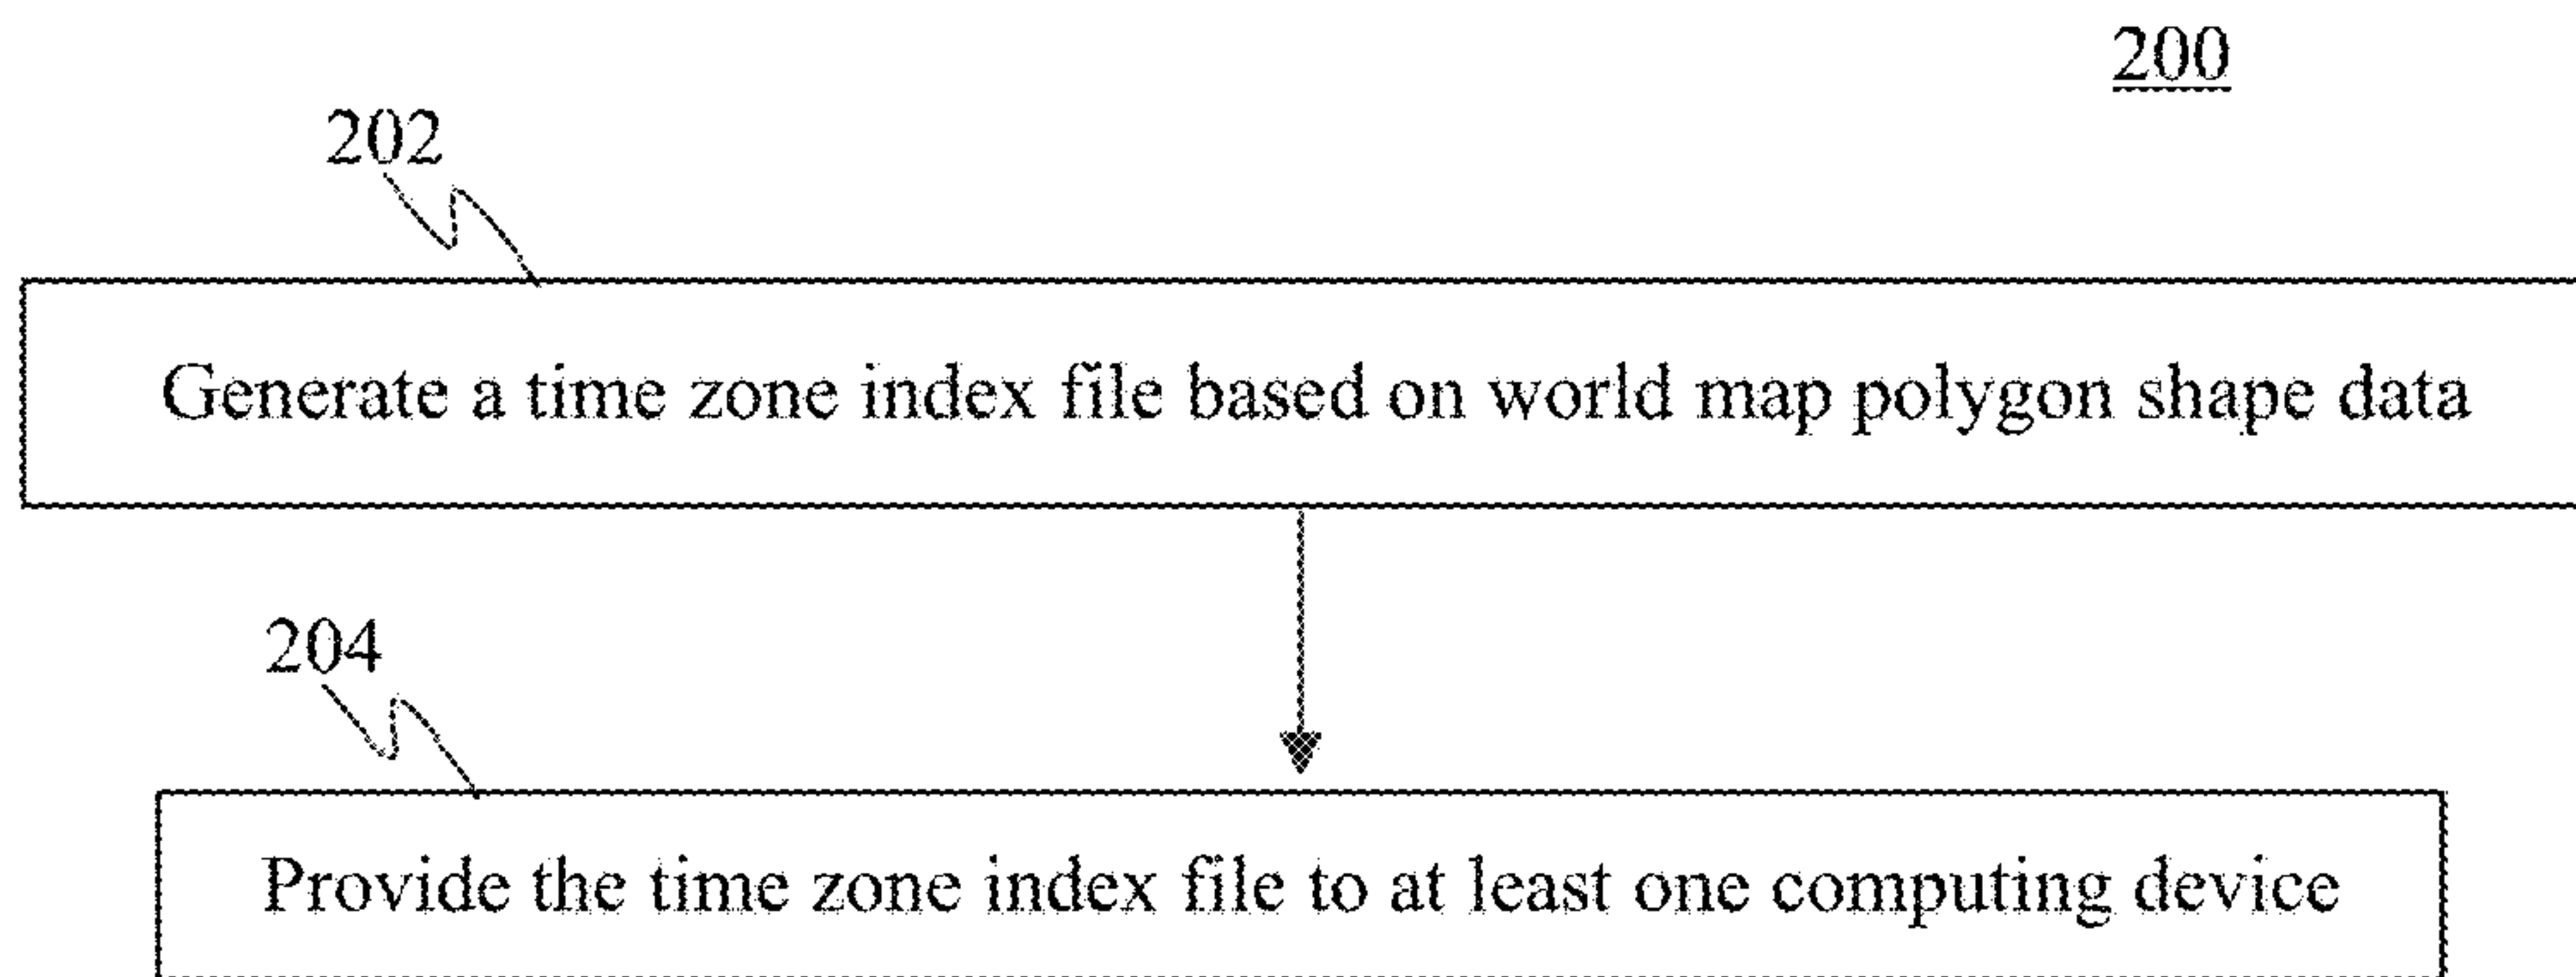 200
202
Generate a time zone index file based on world map polygon shape data
204
Provide the time zone index file to at least one computing device